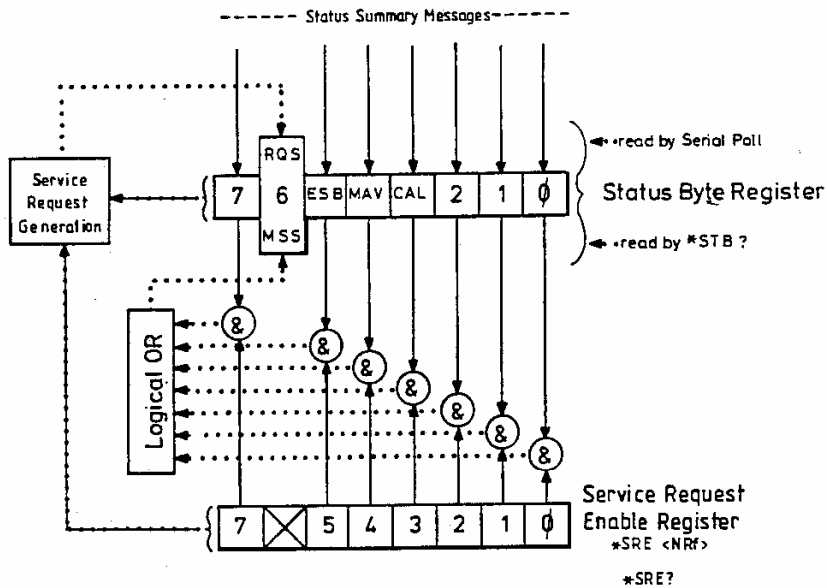 Status Summary Messages
RQS
read by Serial Poll
Service
Request
Generation
7 6 ESB MAV CAL 2 1 0
Status Byte Register
MSS
read by *STB ?
&
&
&
&
&
&
&
Logical OR
Service Request
Enable Register
7 5 4 3 2 1 0
*SRE <NRf>
*SRE?